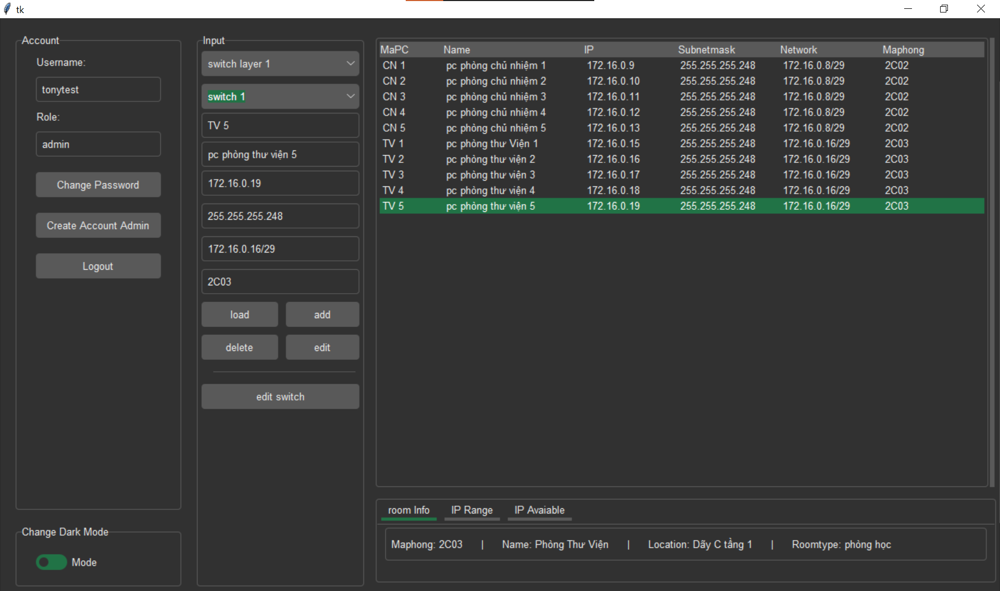 tk
Account
Username:
tonytest
Role:
admin
Change Password
Create Account Admin
Logout
Change Dark Mode
Mode
Input
switch layer 1
switch 1
TV 5
pc phòng thư viện 5
172.16.0.19
255.255.255.248
172.16.0.16/29
2C03
load add
delete edit
edit switch
MaPC Name IP Subnetmask Network Maphong
CN 1 pc phòng chủ nhiệm 1 172.16.0.9 255.255.255.248 172.16.0.8/29 2C02
CN 2 pc phòng chủ nhiệm 2 172.16.0.10 255.255.255.248 172.16.0.8/29 2C02
CN 3 pc phòng chủ nhiệm 3 172.16.0.11 255.255.255.248 172.16.0.8/29 2C02
CN 4 pc phòng chủ nhiệm 4 172.16.0.12 255.255.255.248 172.16.0.8/29 2C02
CN 5 pc phòng chủ nhiệm 5 172.16.0.13 255.255.255.248 172.16.0.8/29 2C02
TV 1 pc phòng thư Viện 1 172.16.0.15 255.255.255.248 172.16.0.16/29 2C03
TV 2 pc phòng thư viện 2 172.16.0.16 255.255.255.248 172.16.0.16/29 2C03
TV 3 pc phòng thư viện 3 172.16.0.17 255.255.255.248 172.16.0.16/29 2C03
TV 4 pc phòng thư viện 4 172.16.0.18 255.255.255.248 172.16.0.16/29 2C03
TV 5 pc phòng thư viện 5 172.16.0.19 255.255.255.248 172.16.0.16/29 2C03
room Info IP Range IP Avaiable
Maphong: 2C03 | Name: Phòng Thư Viện | Location: Dãy C tầng 1 | Roomtype: phòng học